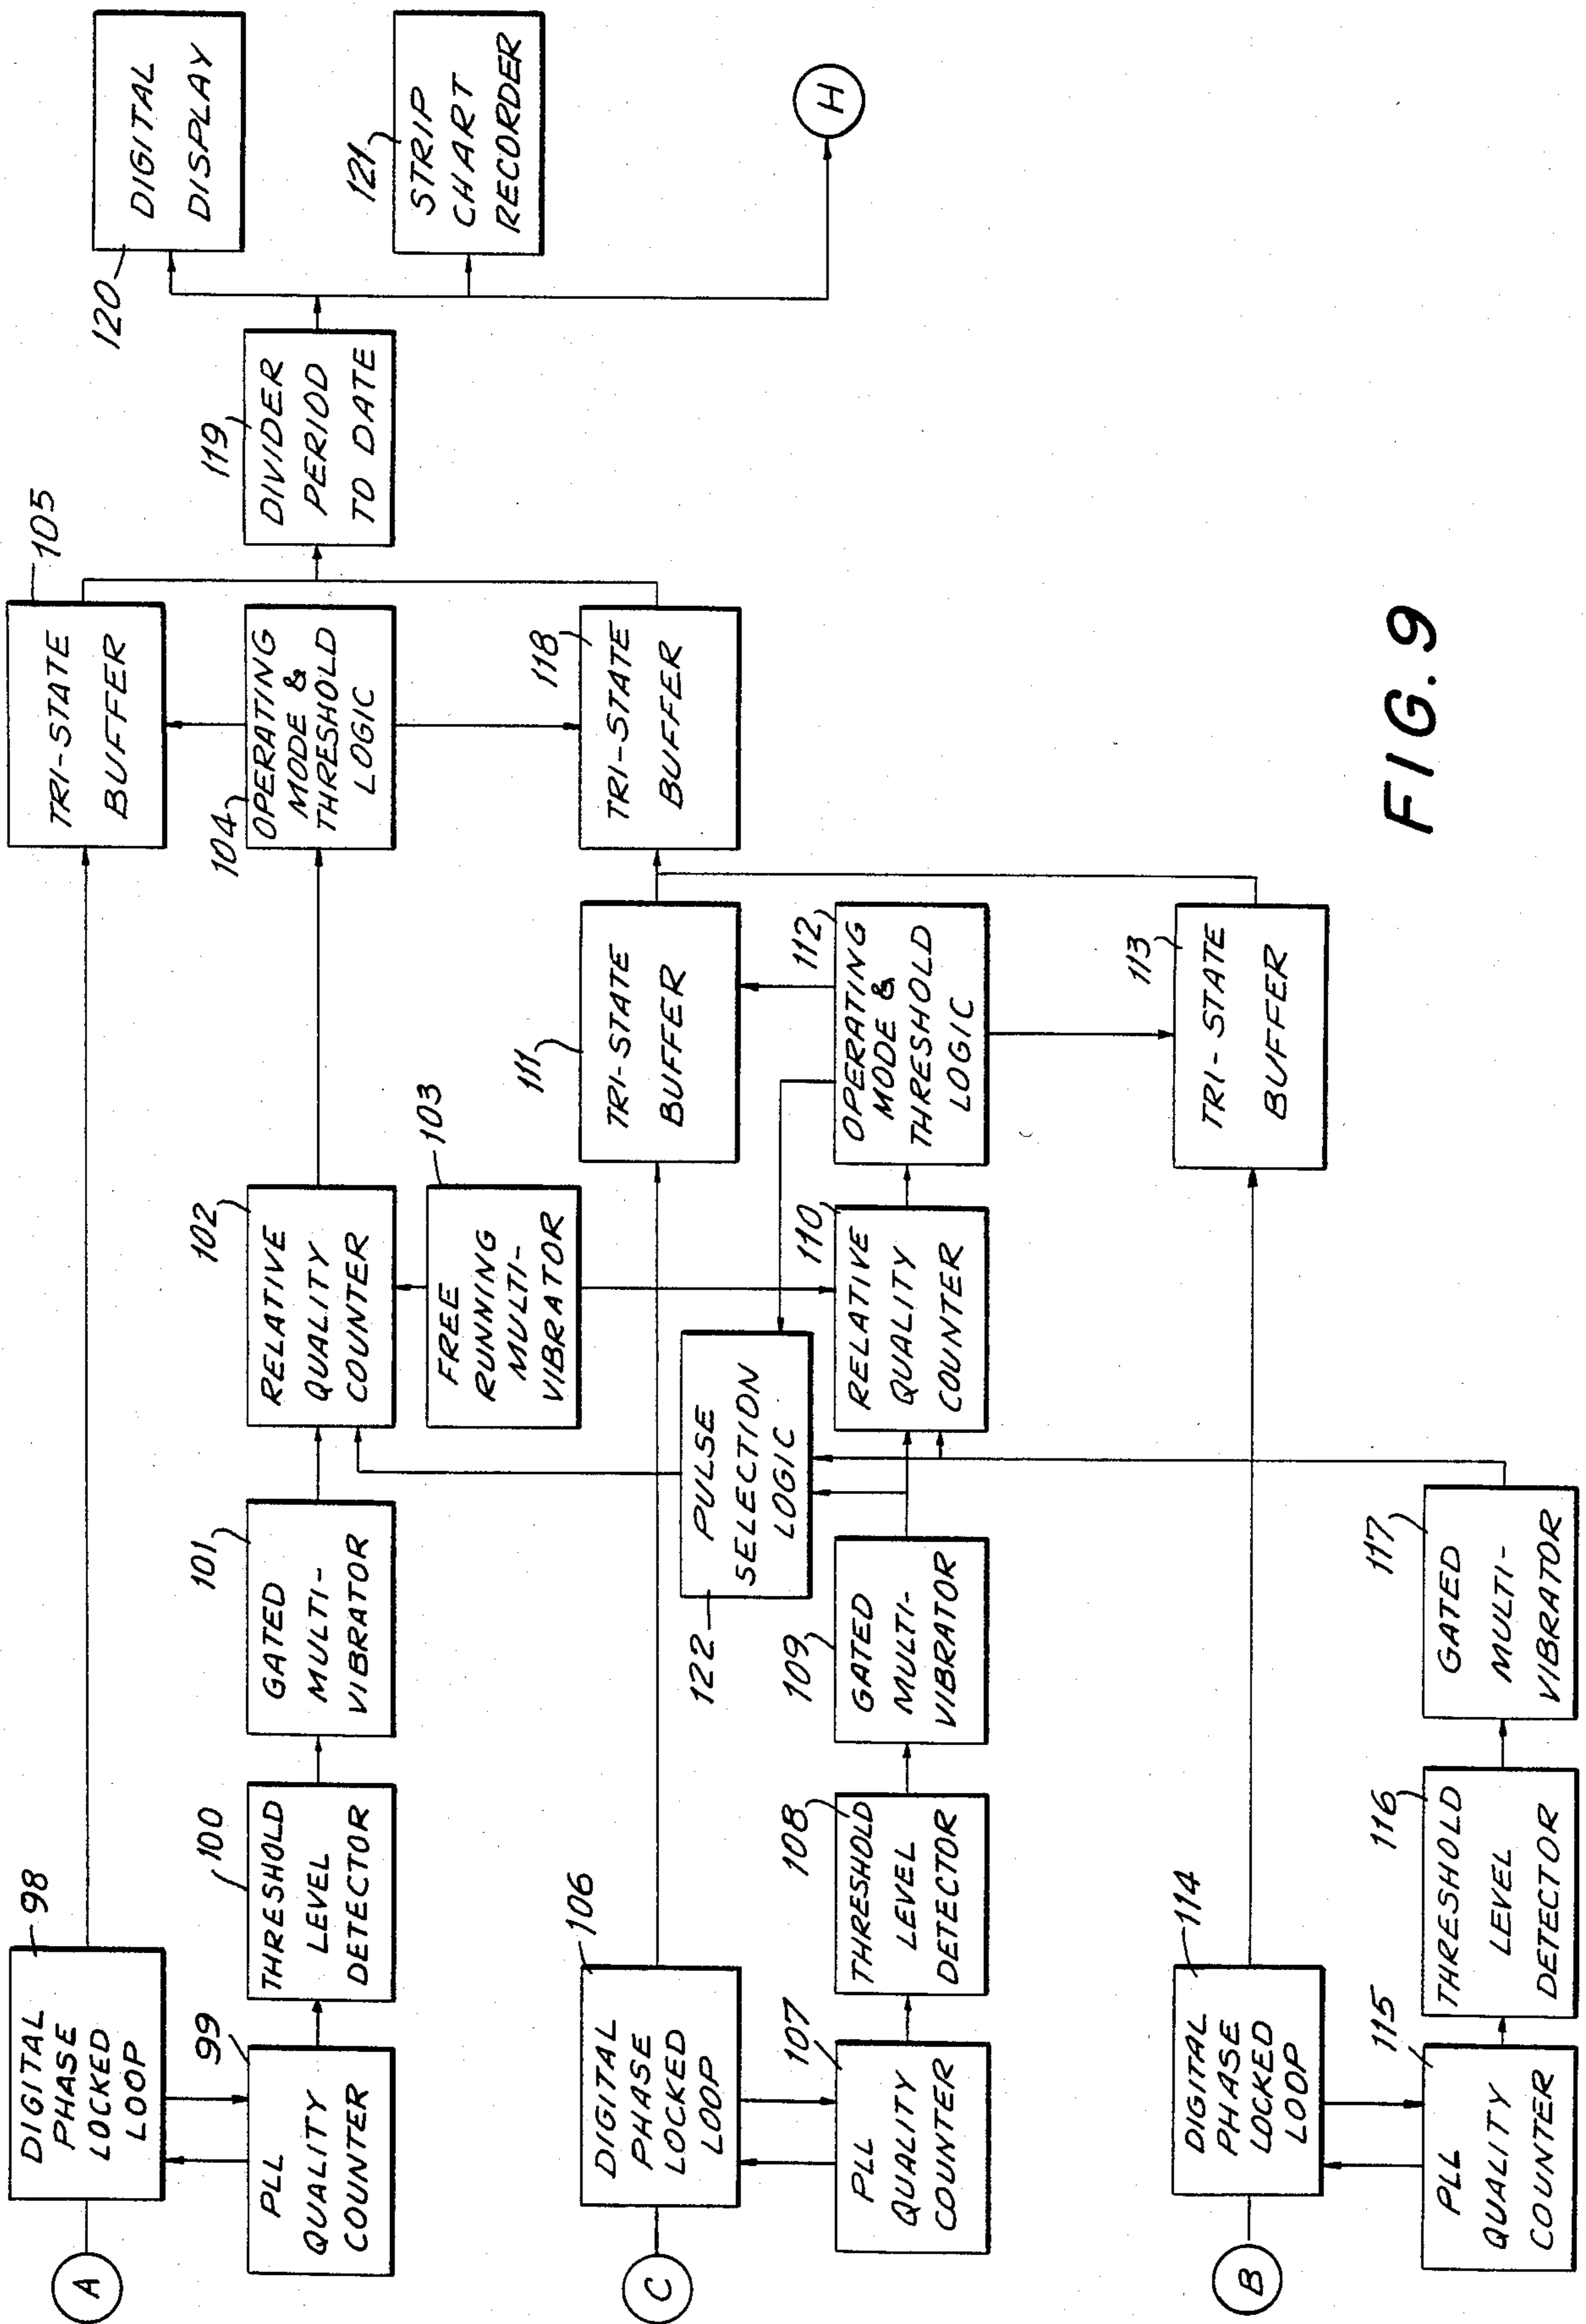 A
98
DIGITAL
PHASE
LOCKED
LOOP
99
PLL
QUALITY
COUNTER
100
THRESHOLD
LEVEL
DETECTOR
101
GATED
MULTI-
VIBRATOR
102
RELATIVE
QUALITY
COUNTER
103
FREE
RUNNING
MULTI-
VIBRATOR
104
OPERATING
MODE &
THRESHOLD
LOGIC
105
TRI-STATE
BUFFER
C
106
DIGITAL
PHASE
LOCKED
LOOP
107
PLL
QUALITY
COUNTER
108
THRESHOLD
LEVEL
DETECTOR
109
GATED
MULTI-
VIBRATOR
122
PULSE
SELECTION
LOGIC
110
RELATIVE
QUALITY
COUNTER
111
TRI-STATE
BUFFER
112
OPERATING
MODE &
THRESHOLD
LOGIC
113
TRI-STATE
BUFFER
B
114
DIGITAL
PHASE
LOCKED
LOOP
115
PLL
QUALITY
COUNTER
116
THRESHOLD
LEVEL
DETECTOR
117
GATED
MULTI-
VIBRATOR
118
TRI-STATE
BUFFER
119
DIVIDER
PERIOD
TO DATE
120
DIGITAL
DISPLAY
121
STRIP
CHART
RECORDER
H
FIG. 9